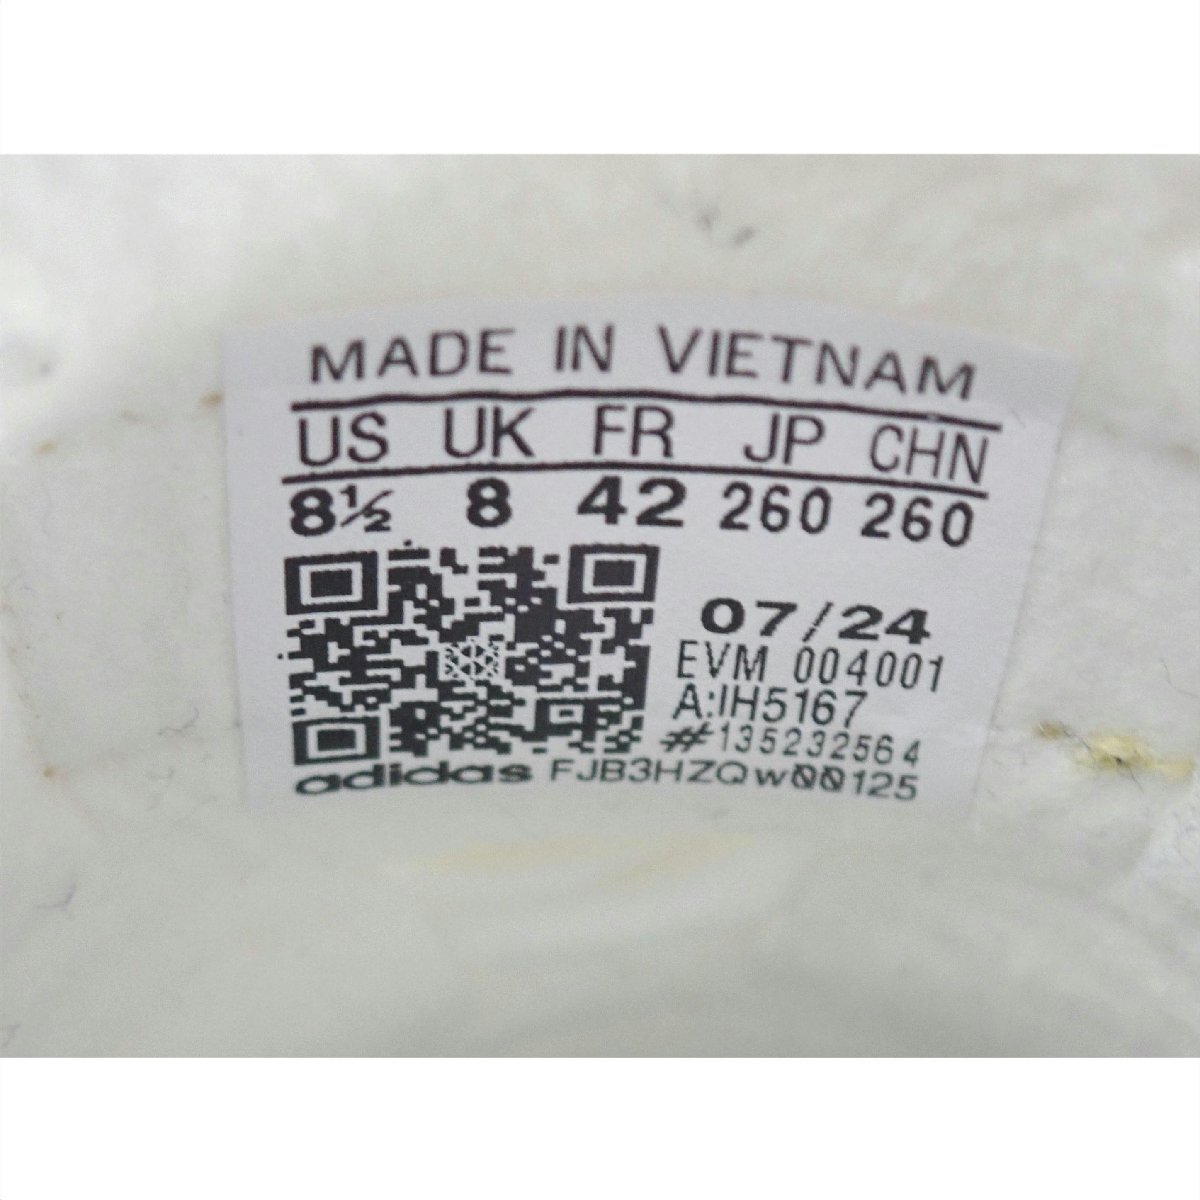 MADE IN VIETNAM
US UK FR JP CHN
8½ 8 42 260 260
07/24
EVM 004001
A:IH5167
#135232564
adidas FJB3HZQW00125